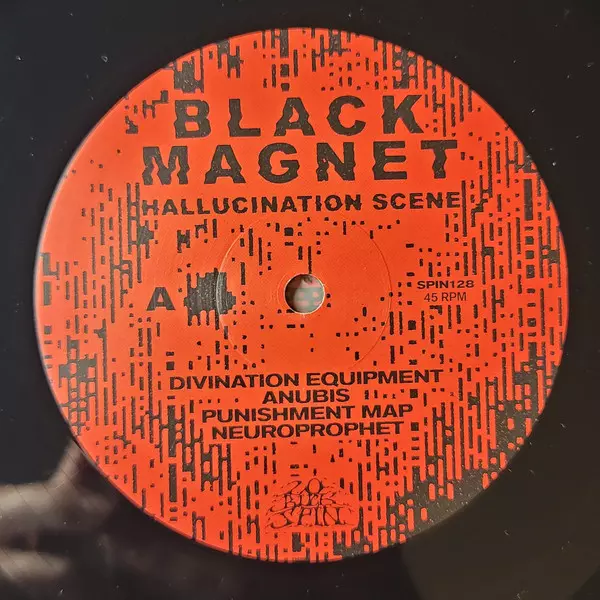 BLACK
MAGNET
HALLUCINATION SCENE
A
SPIN128
45 RPM
DIVINATION EQUIPMENT
ANUBIS
PUNISHMENT MAP
NEUROPROPHET
20
BUCK
SPIN